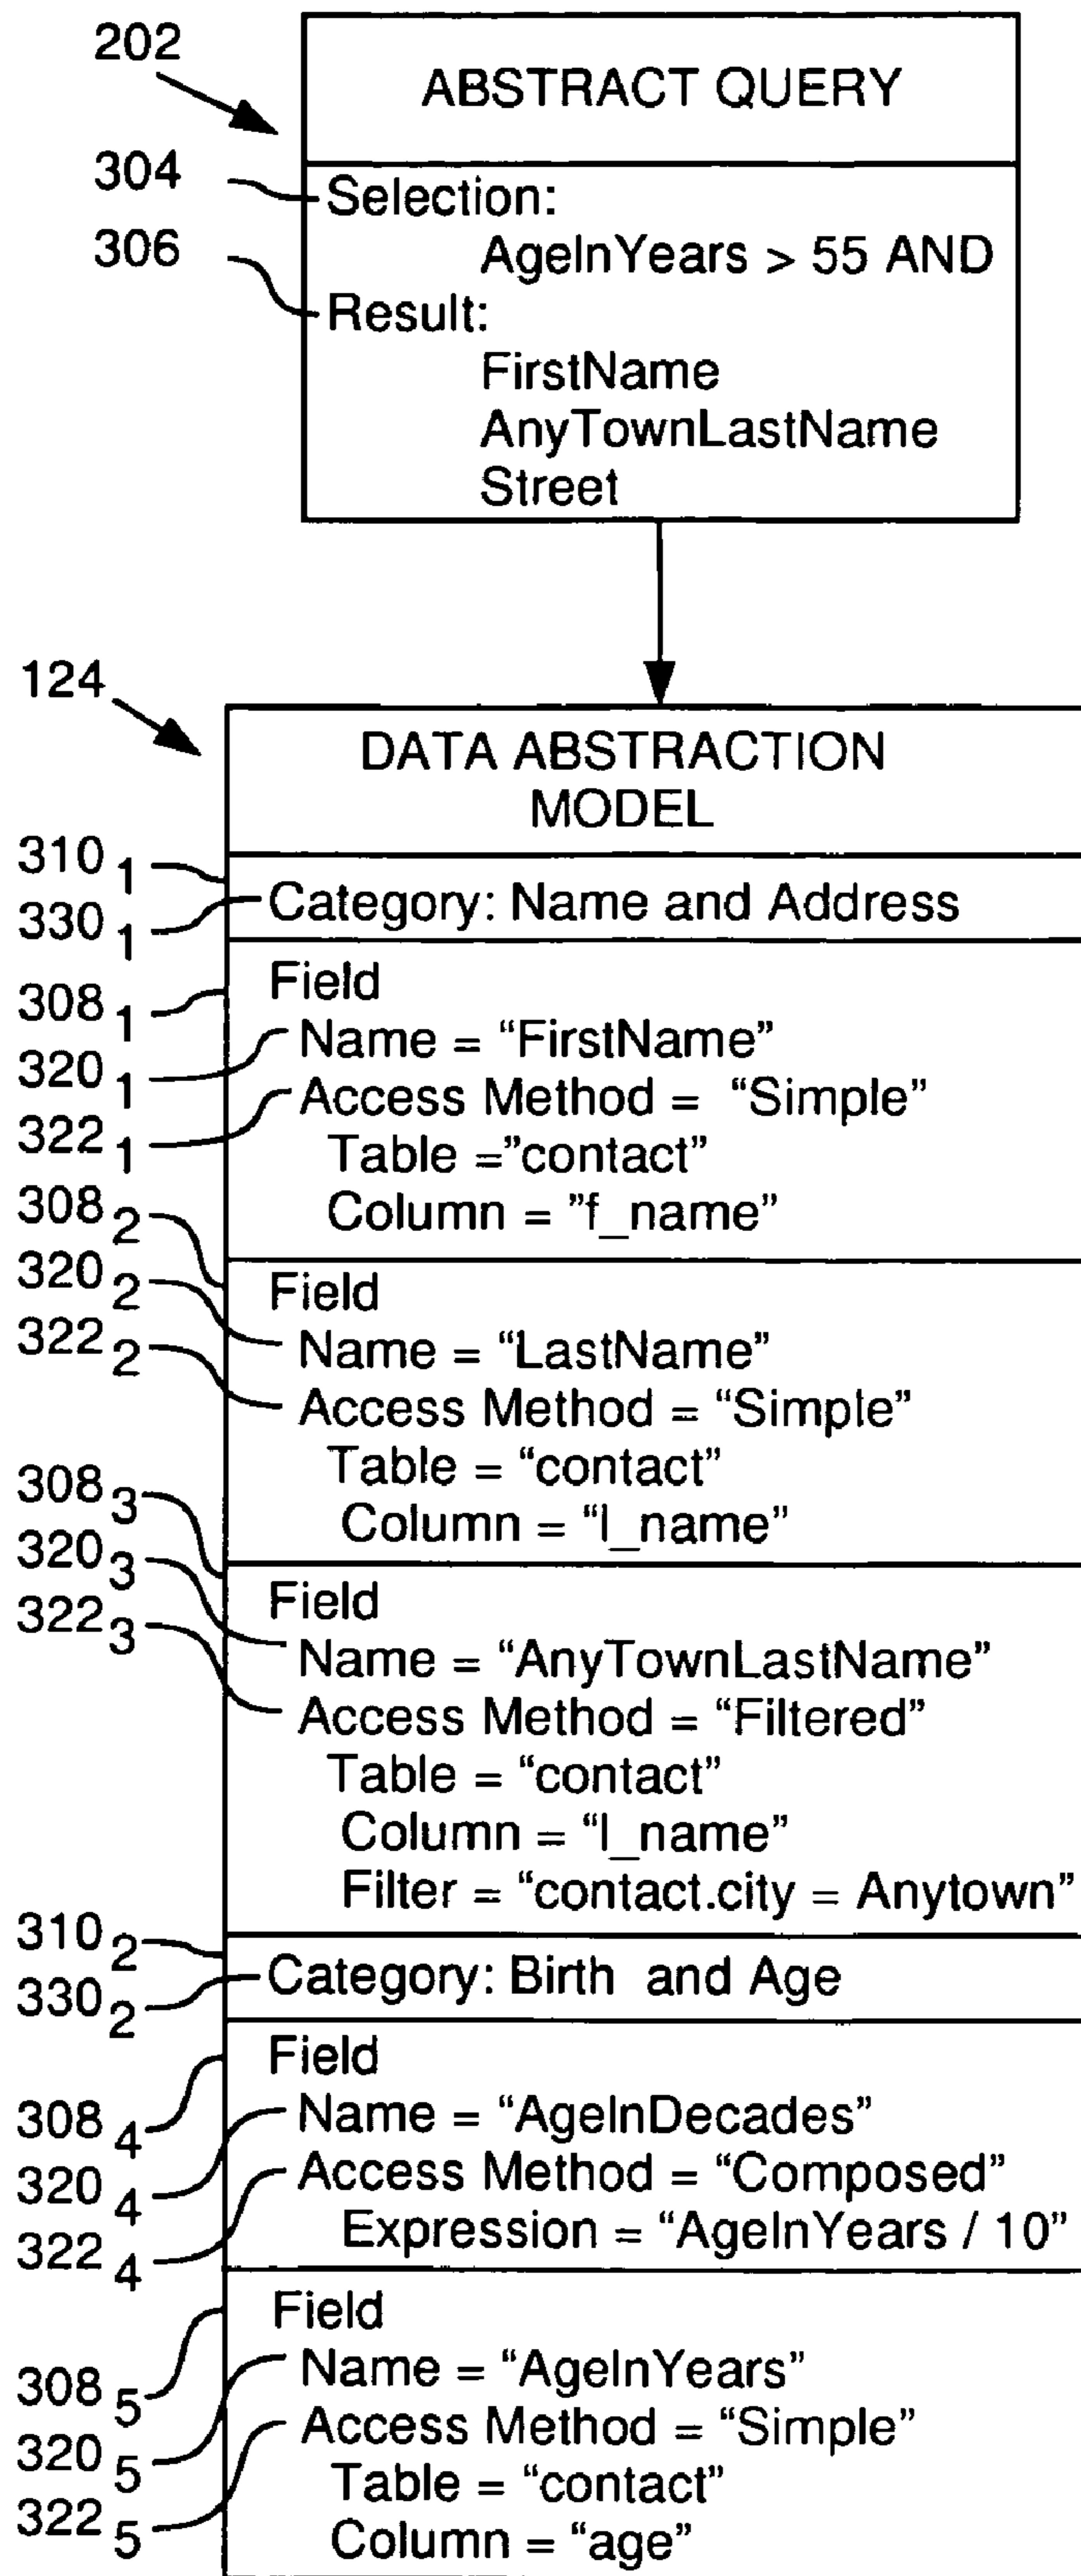 202
ABSTRACT QUERY
304
Selection:
306
AgeInYears > 55 AND
Result:
FirstName
AnyTownLastName
Street
124
DATA ABSTRACTION
MODEL
310 1
330 1
Category: Name and Address
308 1
Field
320 1
Name = “FirstName”
322 1
Access Method = “Simple”
Table =”contact”
Column = ”f_name”
308 2
Field
320 2
Name = “LastName”
322 2
Access Method = “Simple”
Table = “contact”
Column = “l_name”
308 3
Field
320 3
Name = “AnyTownLastName”
322 3
Access Method = “Filtered”
Table = “contact”
Column = “l_name”
Filter = “contact.city = Anytown”
310 2
330 2
Category: Birth and Age
308 4
Field
320 4
Name = “AgeInDecades”
322 4
Access Method = “Composed”
Expression = “AgeInYears / 10”
308 5
Field
320 5
Name = “AgeInYears”
322 5
Access Method = “Simple”
Table = “contact”
Column = “age”